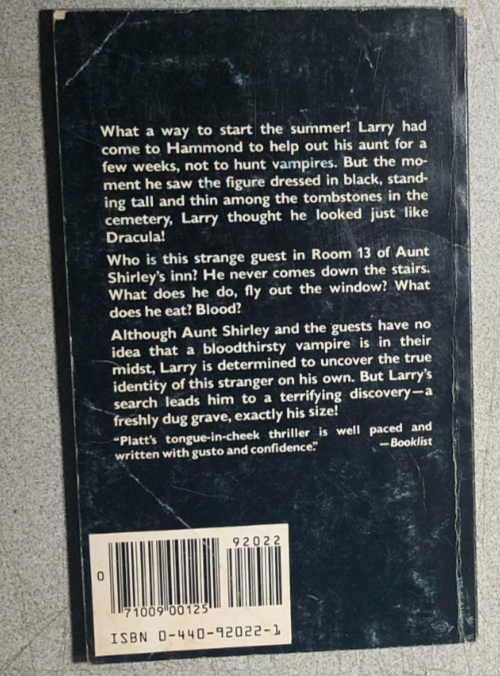 What a way to start the summer! Larry had
come to Hammond to help out his aunt for a
few weeks, not to hunt vampires. But the mo-
ment he saw the figure dressed in black, stand-
ing tall and thin among the tombstones in the
cemetery, Larry thought he looked just like
Dracula!
Who is this strange guest in Room 13 of Aunt
Shirley's inn? He never comes down the stairs.
What does he do, fly out the window? What
does he eat? Blood?
Although Aunt Shirley and the guests have no
idea that a bloodthirsty vampire is in their
midst, Larry is determined to uncover the true
identity of this stranger on his own. But Larry's
search leads him to a terrifying discovery—a
freshly dug grave, exactly his size!
"Platt's tongue-in-cheek thriller is well paced and
written with gusto and confidence." —Booklist
92022
0
71009 00125
ISBN 0-440-92022-1